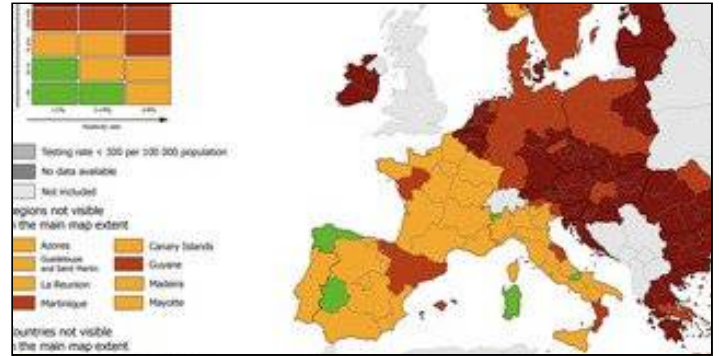 Positivity rate
Testing rate < 300 per 100 000 population
No data available
Not included
egions not visible
the main map extent
Azores
Canary Islands
Guadeloupe
and Saint Martin
Guyane
La Reunion
Madeira
Martinique
Mayotte
ountries not visible
the main map extent